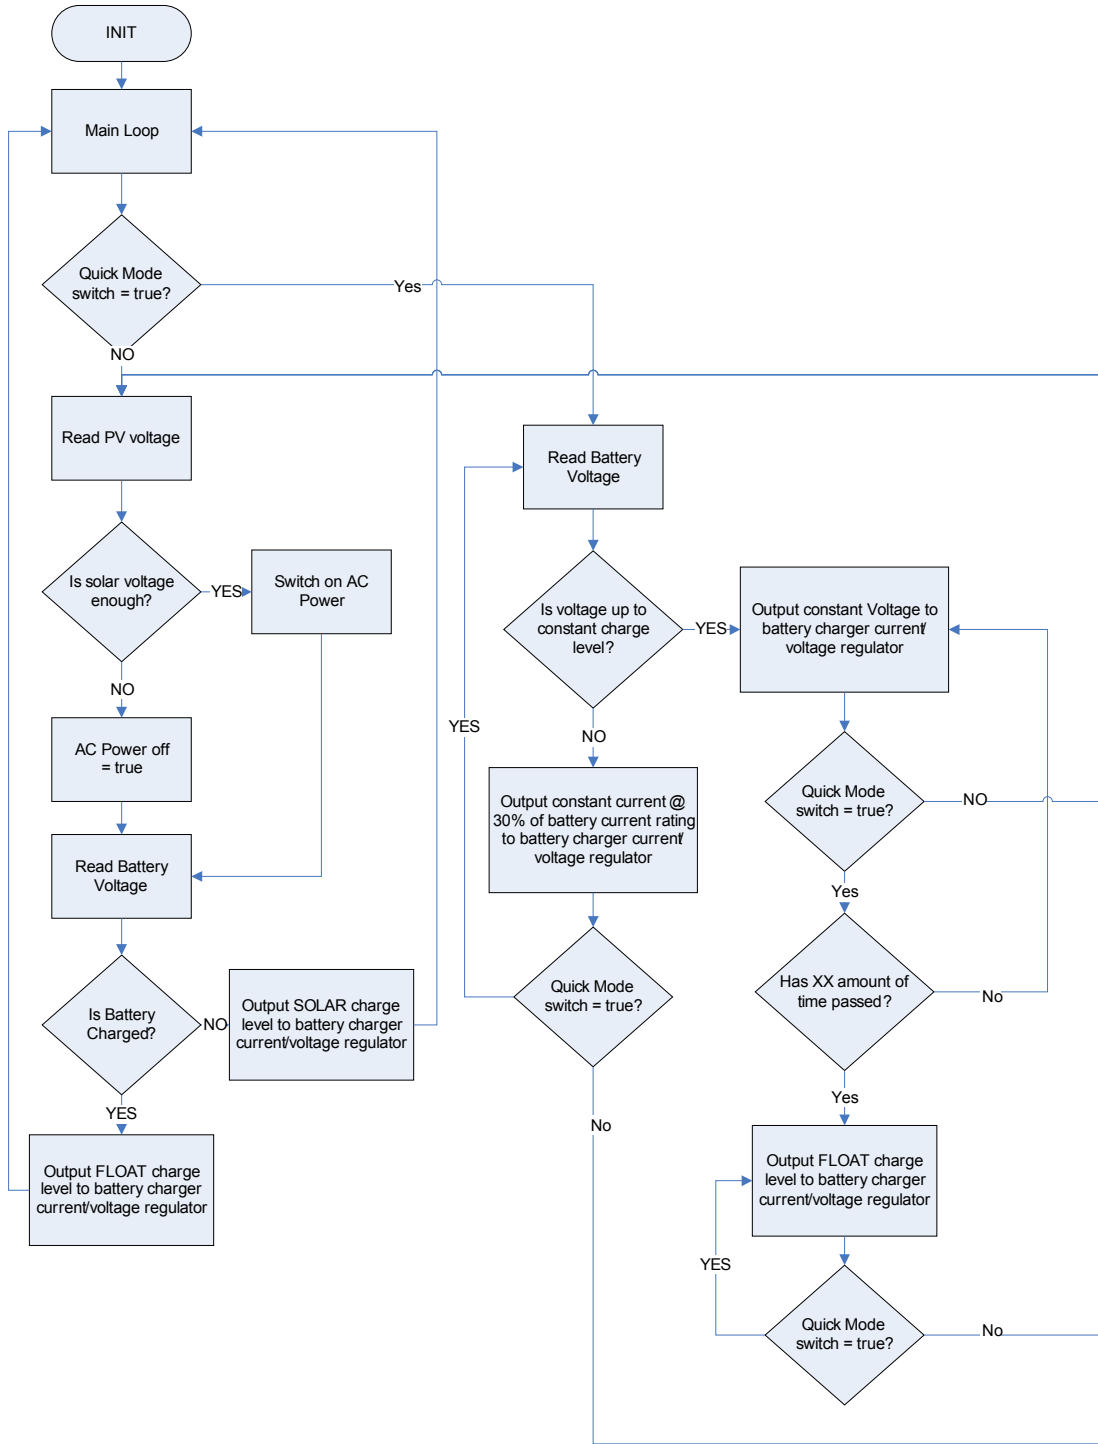 INIT
Main Loop
Quick Mode
switch = true?
Yes
NO
Read PV voltage
Is solar voltage
enough?
YES
Switch on AC
Power
NO
AC Power off
= true
Read Battery
Voltage
Is Battery
Charged?
NO
Output SOLAR charge
level to battery charger
current/voltage regulator
YES
Output FLOAT charge
level to battery charger
current/voltage regulator
Read Battery
Voltage
Is voltage up to
constant charge
level?
YES
NO
YES
Output constant current @
30% of battery current rating
to battery charger current/
voltage regulator
Quick Mode
switch = true?
No
Output constant Voltage to
battery charger current/
voltage regulator
Quick Mode
switch = true?
NO
Yes
Has XX amount of
time passed?
No
Yes
Output FLOAT charge
level to battery charger
current/voltage regulator
YES
Quick Mode
switch = true?
No